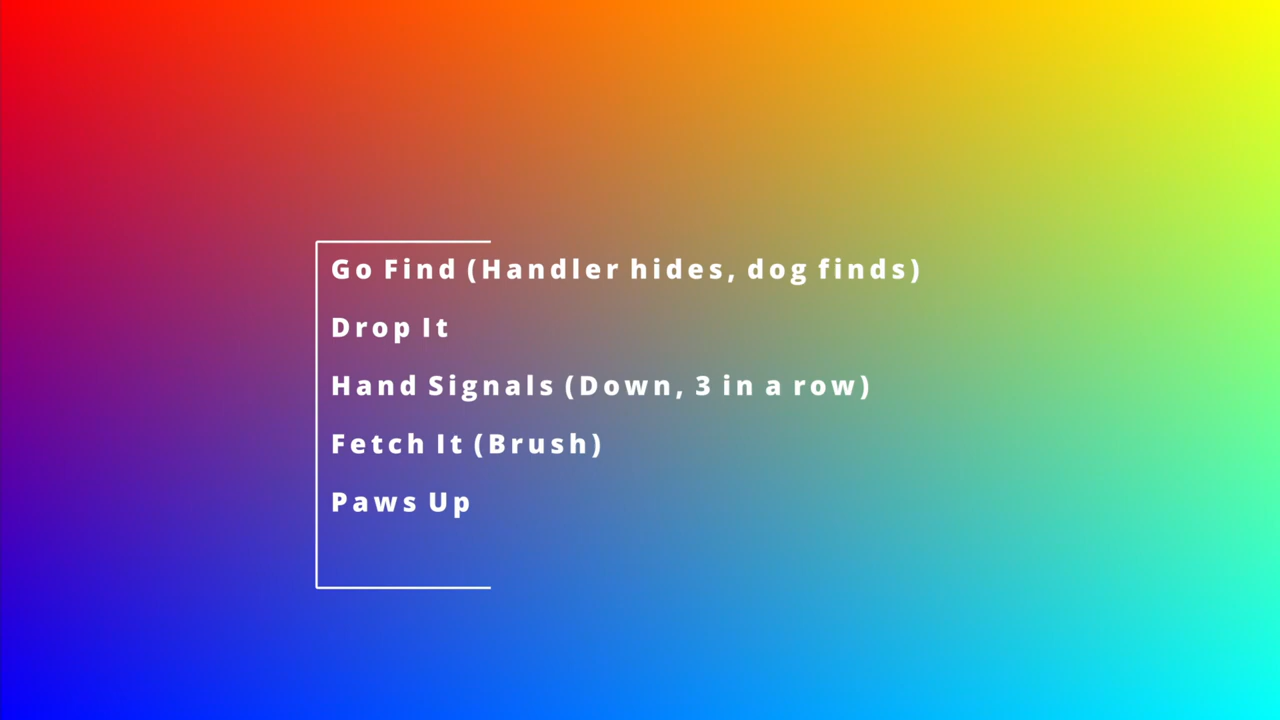 Go Find (Handler hides, dog finds)
Drop It
Hand Signals (Down, 3 in a row)
Fetch It (Brush)
Paws Up